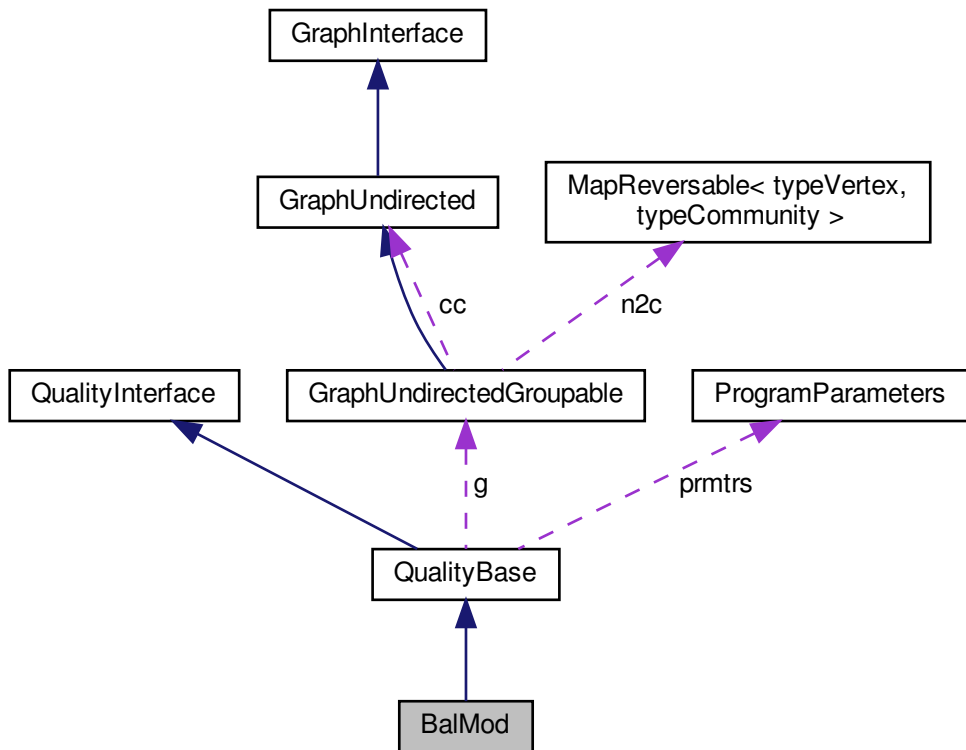 GraphInterface
GraphUndirected
MapReversable< typeVertex,
typeCommunity >
cc
n2c
QualityInterface
GraphUndirectedGroupable
ProgramParameters
g
prmtrs
QualityBase
BalMod